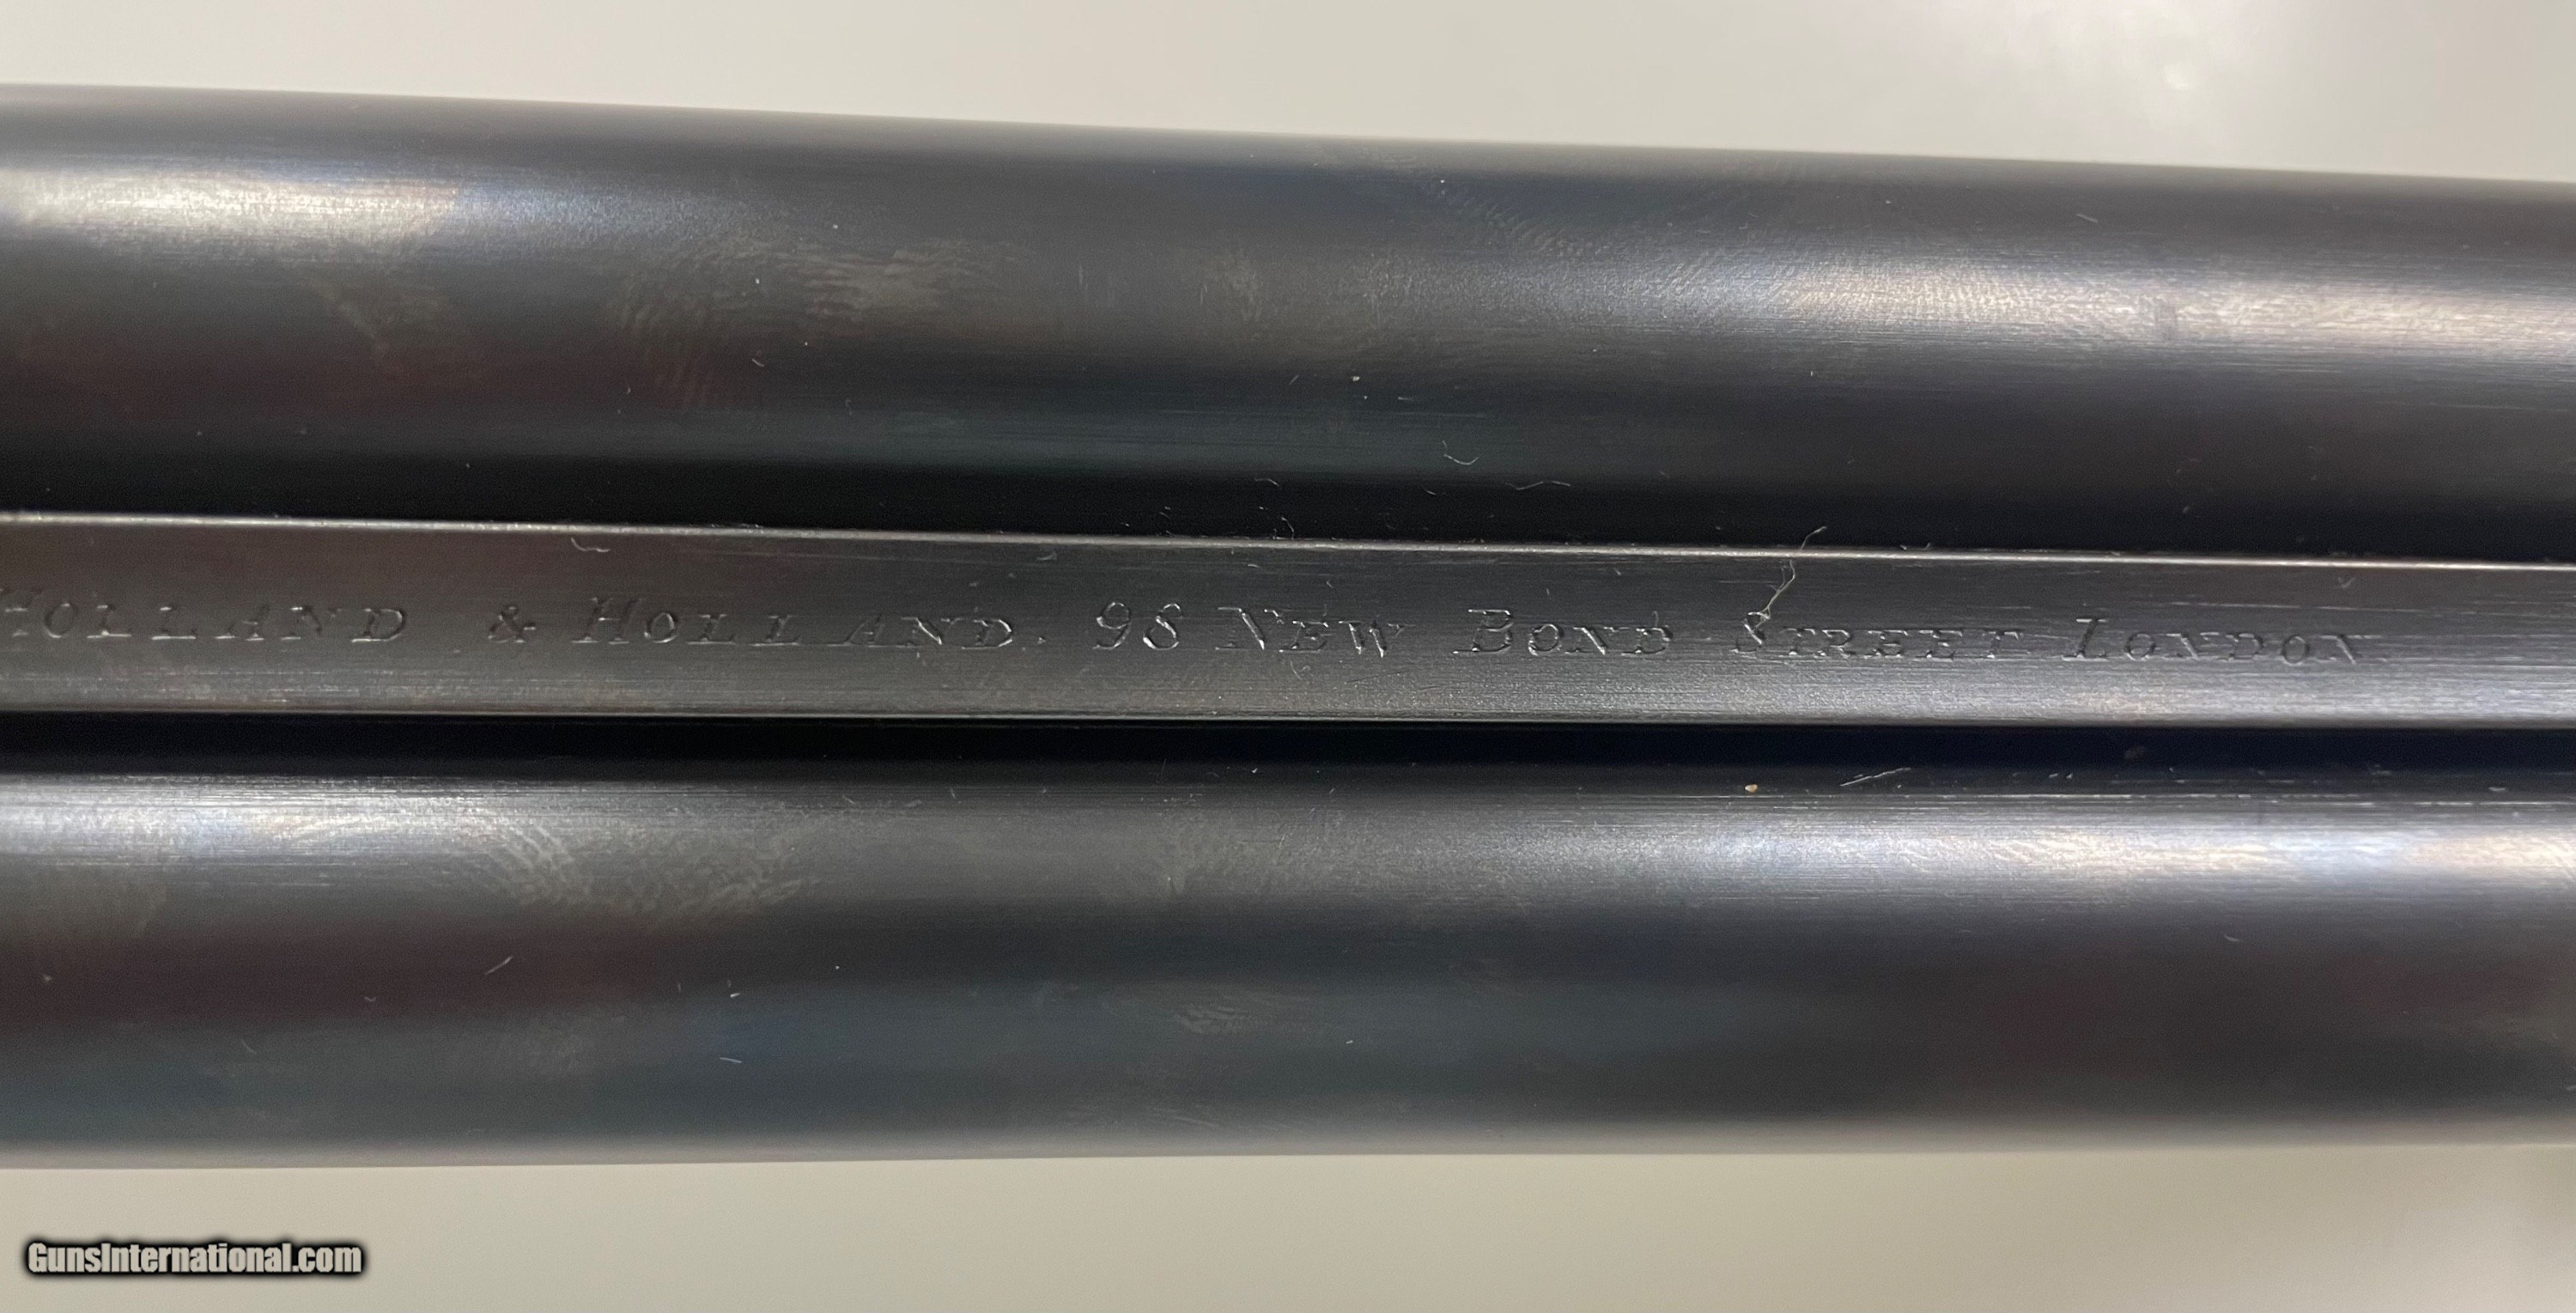 HOLLAND & HOLLAND. 98 NEW BOND STREET LONDON.
GunsInternational.com